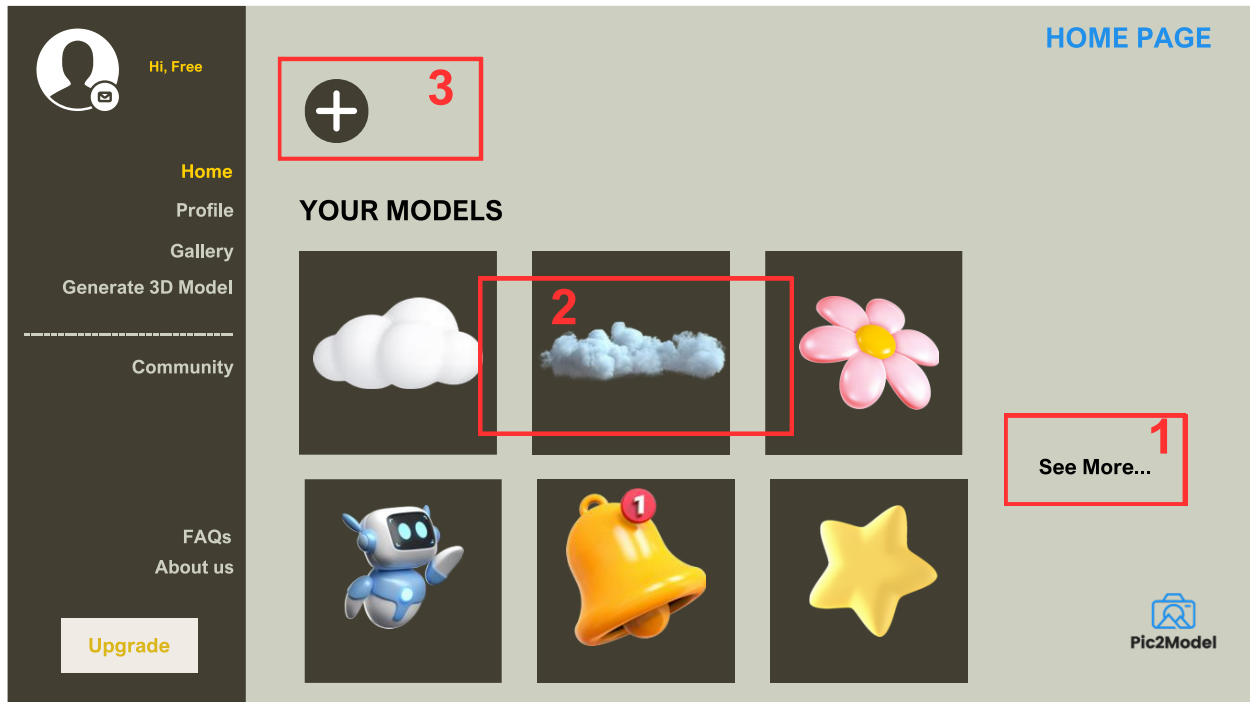 HOME PAGE
Hi, Free
3
Home
Profile
Gallery
Generate 3D Model
Community
FAQs
About us
Upgrade
YOUR MODELS
2
1
See More...
1
Pic2Model